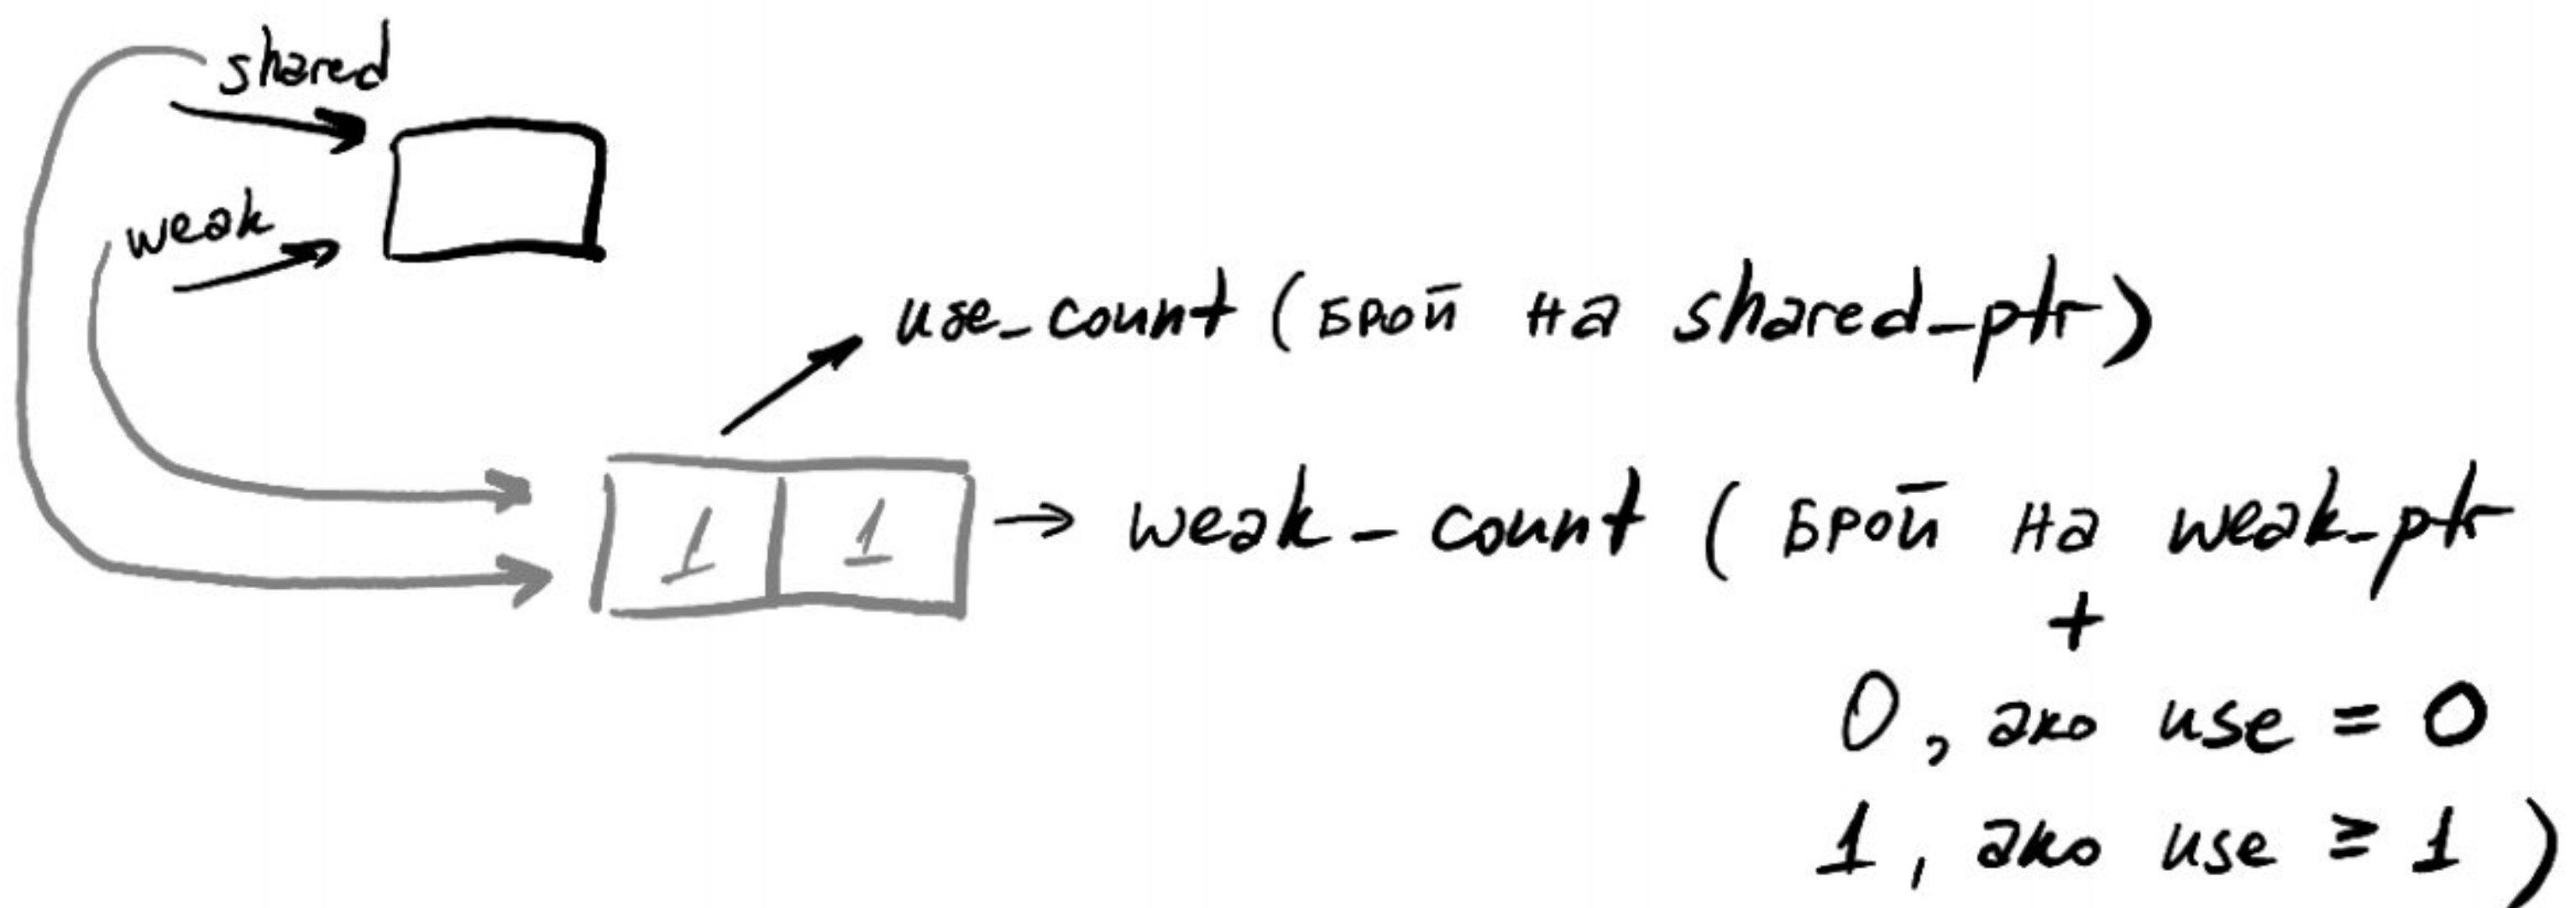 shared
weak
use_count (БРОЙ НА shared_ptr)
1 1 → weak_count (БРОЙ НА weak_ptr
+
0, ако use = 0
1, ако use ≥ 1 )